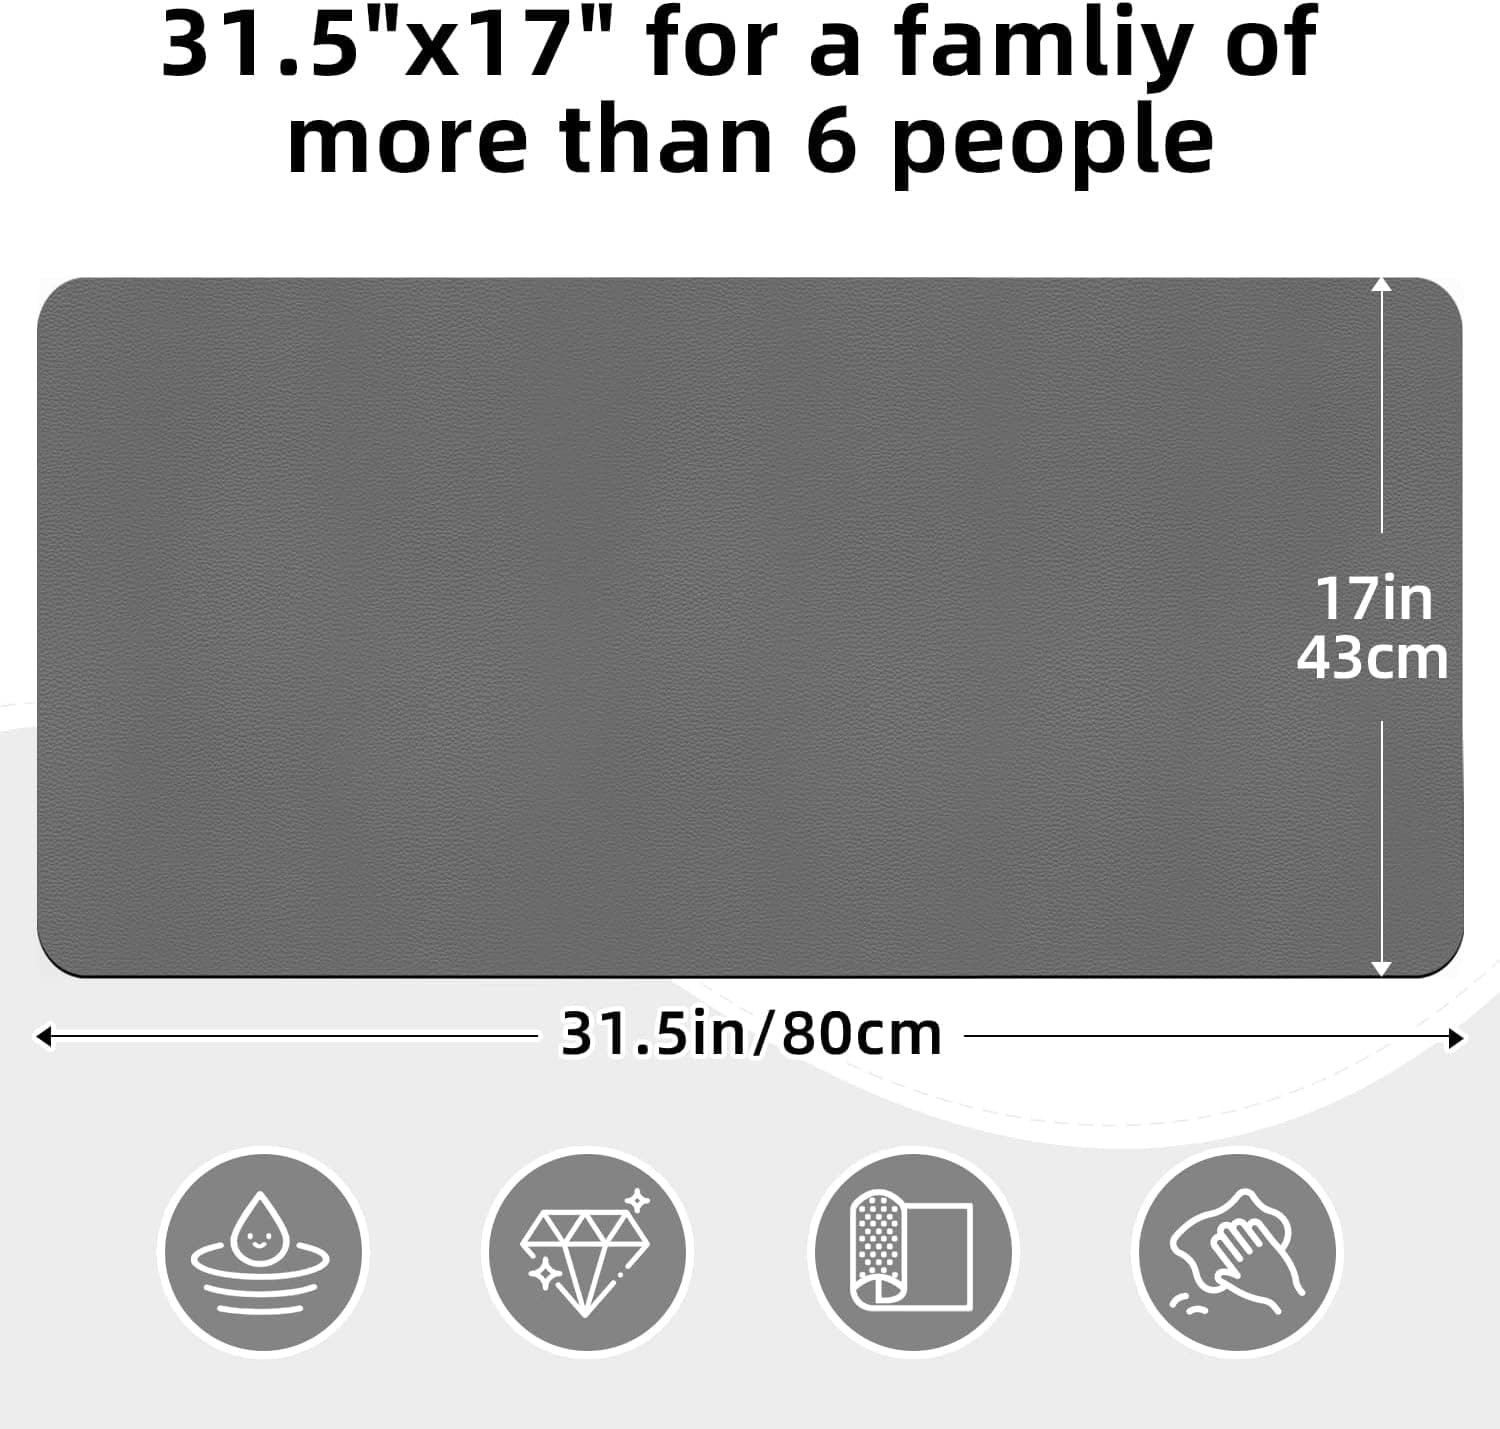 31.5"x17" for a famliy of
more than 6 people
17in
43cm
31.5in/80cm